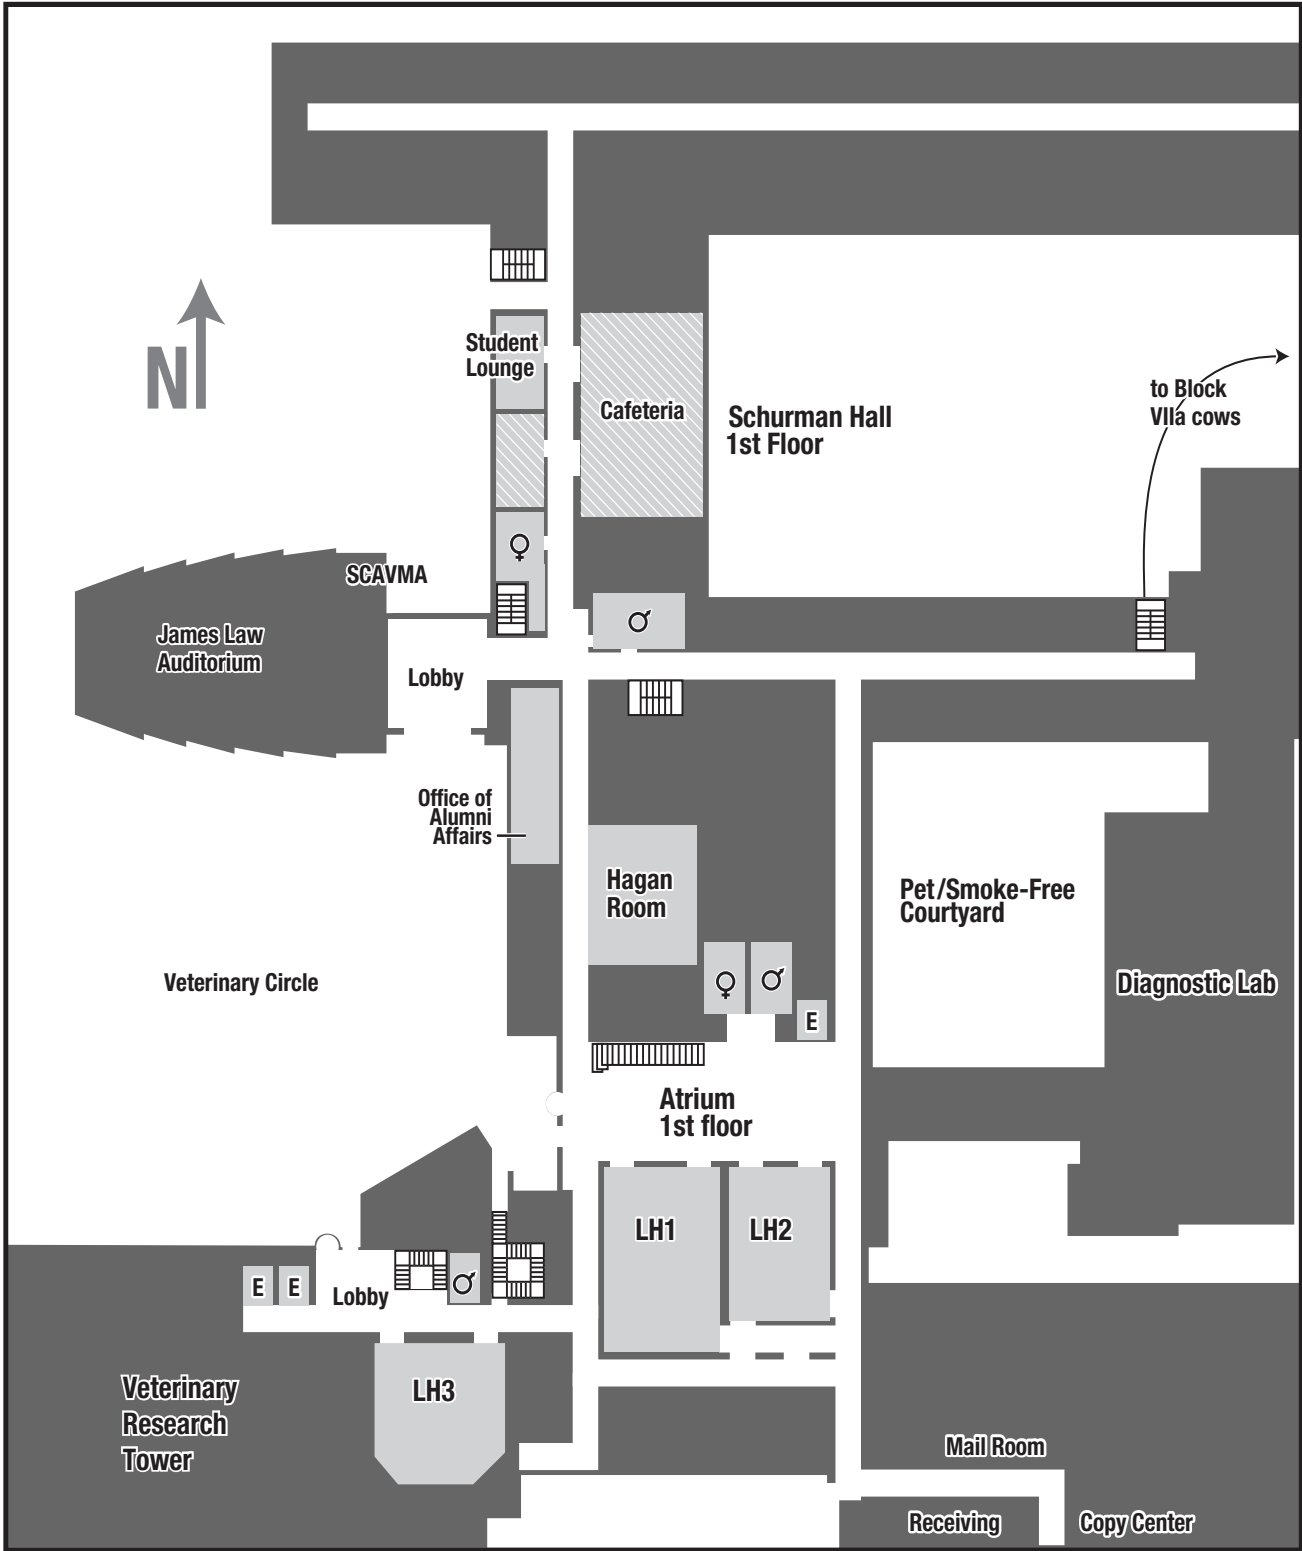 N
Student
Lounge
Cafeteria
Schurman Hall
1st Floor
to Block
VIIá cows
SCAVMA
♀
♂
James Law
Auditorium
Lobby
Office of
Alumni
Affairs
Hagan
Room
Pet/Smoke-Free
Courtyard
Veterinary Circle
♀
♂
Diagnostic Lab
E
Atrium
1st floor
LH1
LH2
E
E
Lobby
♂
LH3
Veterinary
Research
Tower
Mail Room
Receiving
Copy Center